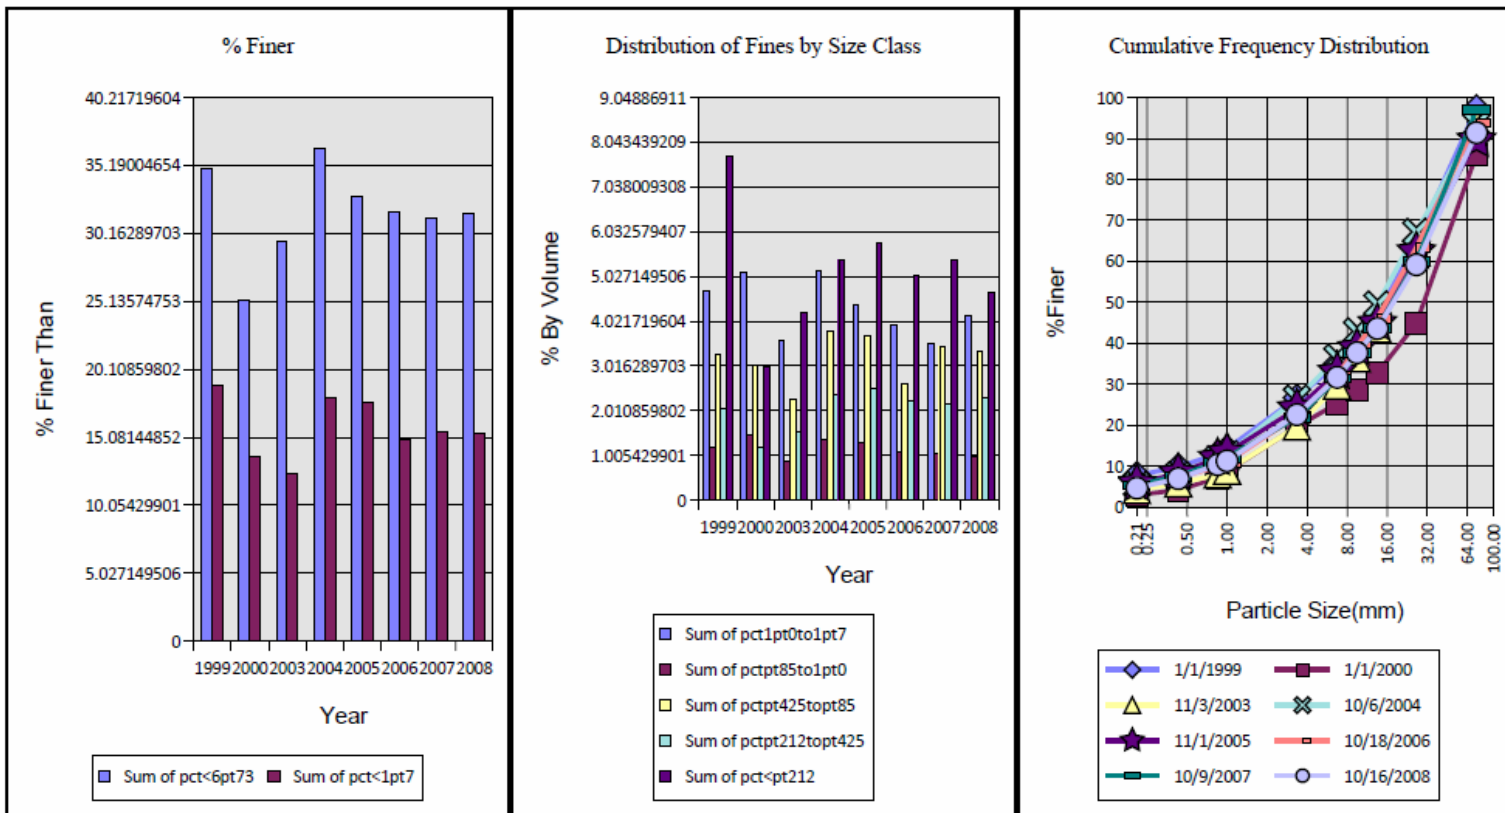 % Finer
40.21719604
35.19004654
30.16289703
25.13574753
20.10859802
15.08144852
10.05429901
5.027149506
0
% Finer Than
1999 2000 2003 2004 2005 2006 2007 2008
Year
Sum of pct<6pt73 Sum of pct<1pt7
Distribution of Fines by Size Class
9.04886911
8.043439209
7.038009308
6.032579407
5.027149506
4.021719604
3.016289703
2.010859802
1.005429901
0
% By Volume
1999 2000 2003 2004 2005 2006 2007 2008
Year
Sum of pct1pt0to1pt7
Sum of pctpt85to1pt0
Sum of pctpt425topt85
Sum of pctpt212topt425
Sum of pct<pt212
Cumulative Frequency Distribution
100
90
80
70
60
50
40
30
20
10
0
%Finer
0.21 0.25 0.50 1.00 2.00 4.00 8.00 16.00 32.00 64.00 100.00
Particle Size(mm)
1/1/1999 1/1/2000
11/3/2003 10/6/2004
11/1/2005 10/18/2006
10/9/2007 10/16/2008